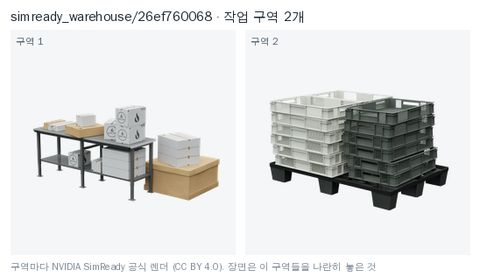 simready_warehouse/26ef760068 · 작업 구역 2개
구역 1
구역 2
구역마다 NVIDIA SimReady 공식 렌더 (CC BY 4.0). 장면은 이 구역들을 나란히 놓은 것